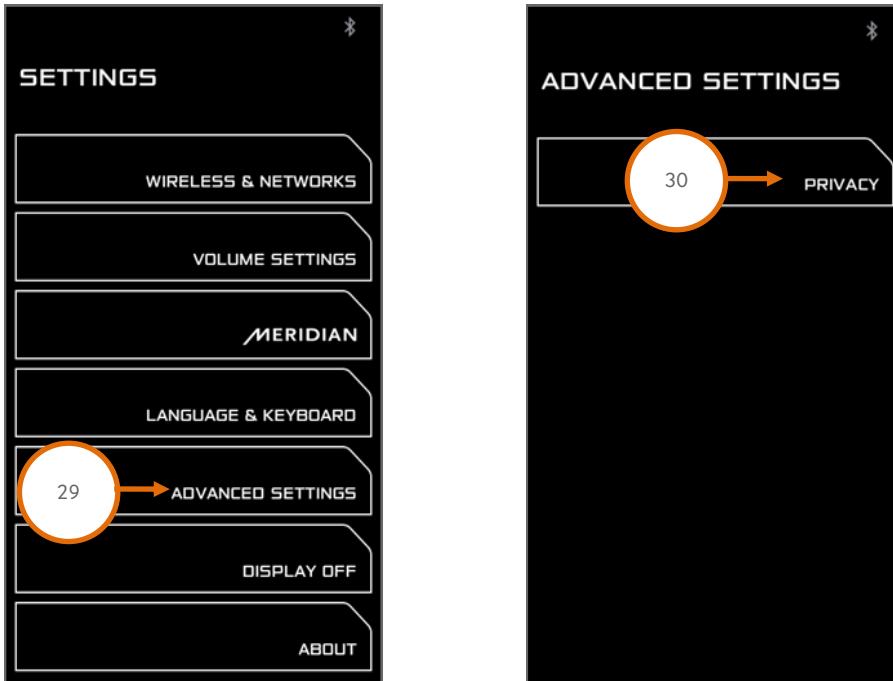 SETTINGS
WIRELESS & NETWORKS
VOLUME SETTINGS
MERIDIAN
LANGUAGE & KEYBOARD
29
ADVANCED SETTINGS
DISPLAY OFF
ABOUT
ADVANCED SETTINGS
30
PRIVACY